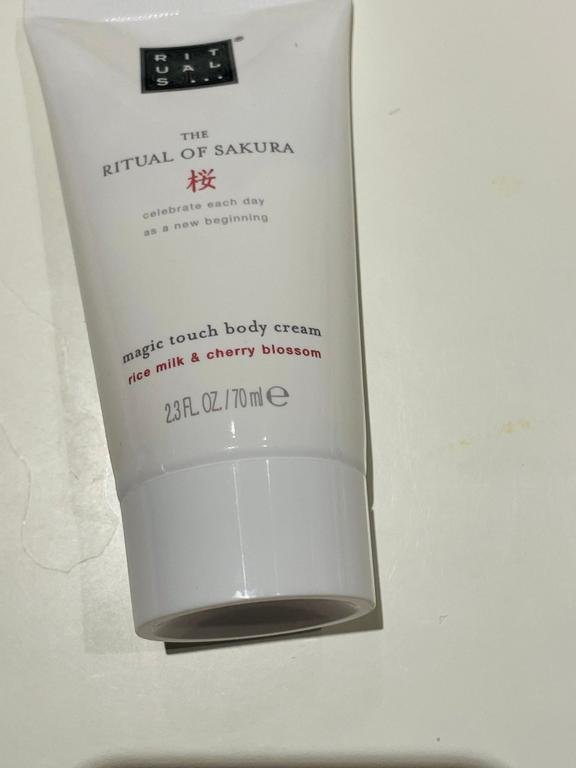 RIT
UAL
S...
®
THE
RITUAL OF SAKURA
桜
celebrate each day
as a new beginning
magic touch body cream
rice milk & cherry blossom
2.3 FL. OZ. / 70 ml ℮